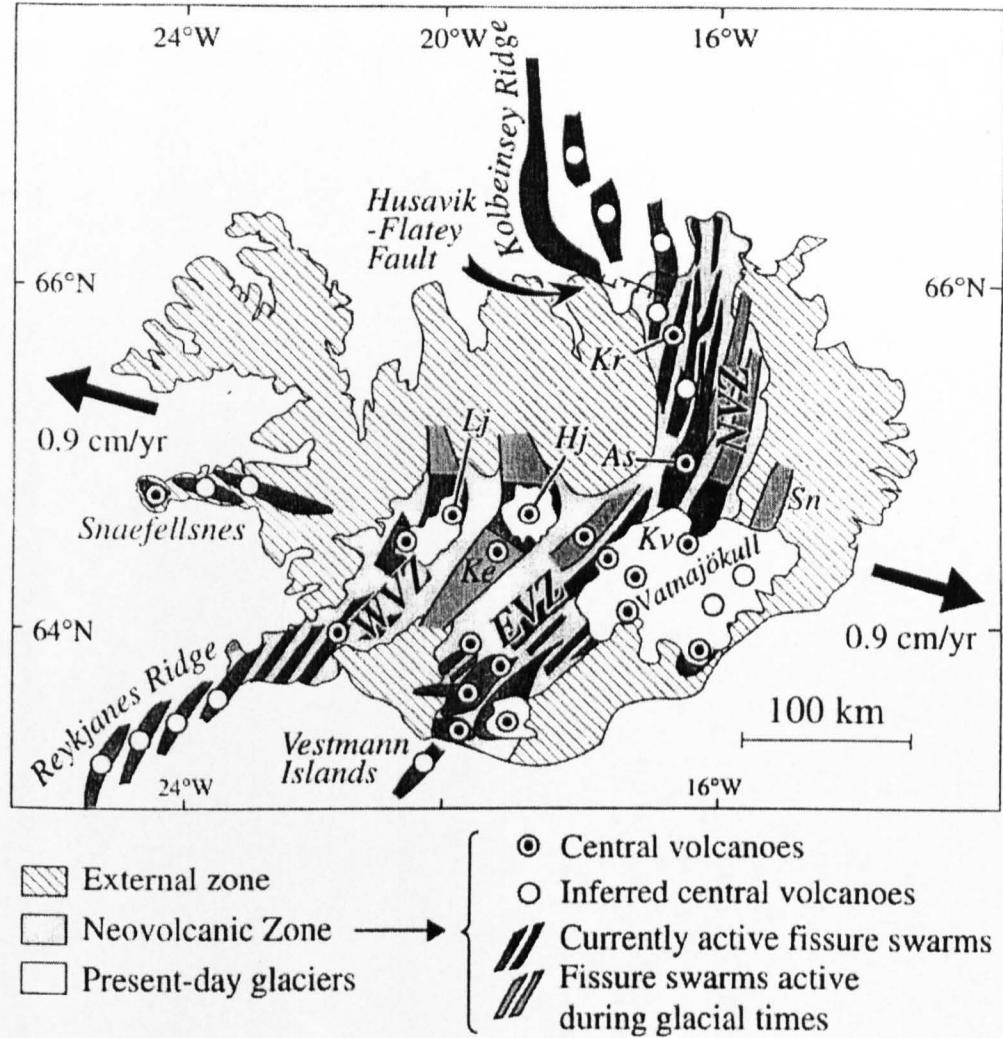 24°W
20°W
16°W
Kolbeinsey Ridge
Husavik
-Flatey
Fault
66°N
66°N
Kr
NVZ
0.9 cm/yr
Lj
Hj
As
Sn
Snaefellsnes
Ke
Kv
Vatnajökull
WVZ
EVZ
64°N
0.9 cm/yr
Reykjanes Ridge
100 km
Vestmann
Islands
24°W
16°W
External zone
Neovolcanic Zone
Present-day glaciers
Central volcanoes
Inferred central volcanoes
Currently active fissure swarms
Fissure swarms active
during glacial times